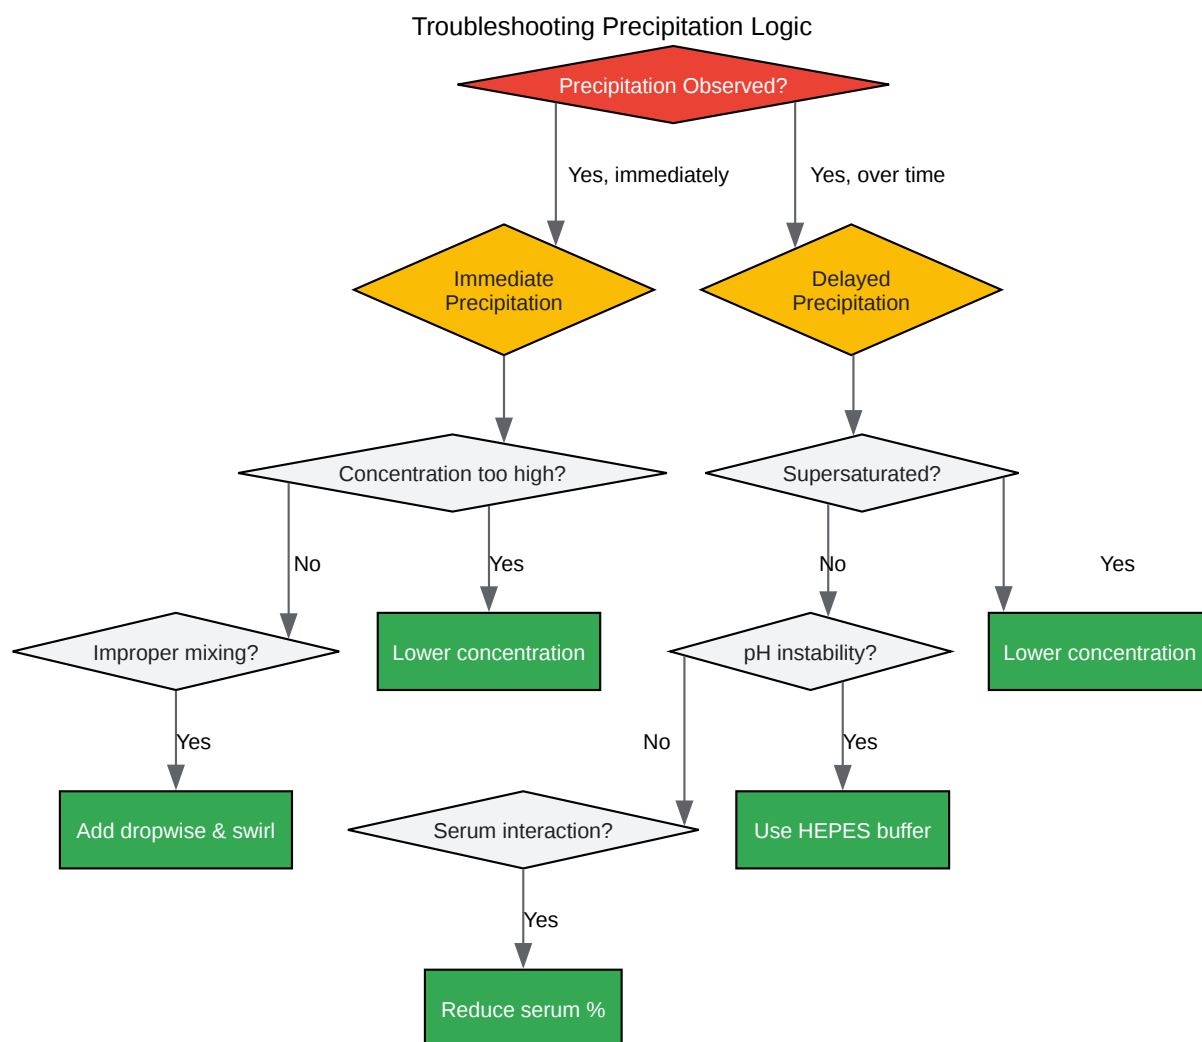 Troubleshooting Precipitation Logic
Precipitation Observed?
Yes, immediately
Yes, over time
Immediate
Precipitation
Delayed
Precipitation
Concentration too high?
Supersaturated?
No
Yes
No
Yes
Improper mixing?
Lower concentration
pH instability?
Lower concentration
Yes
No
Yes
Add dropwise & swirl
Serum interaction?
Use HEPES buffer
Yes
Reduce serum %